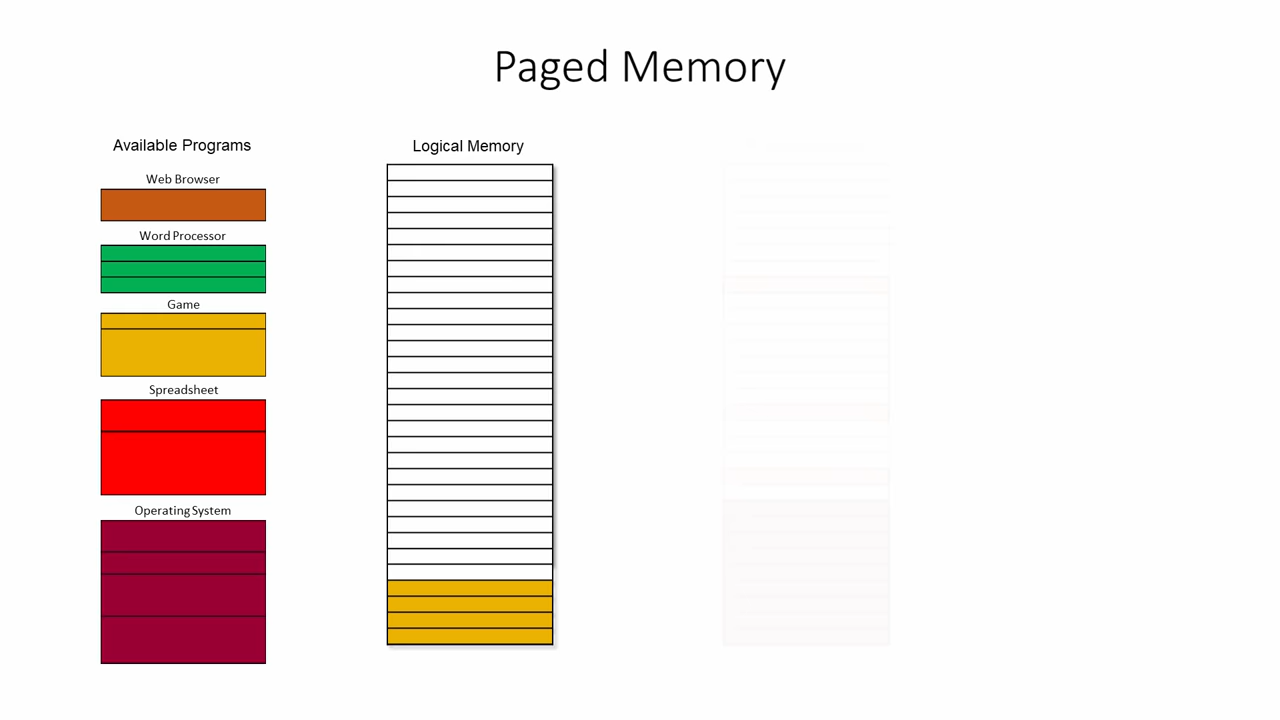 Paged Memory
Available Programs
Logical Memory
Web Browser
Word Processor
Game
Spreadsheet
Operating System